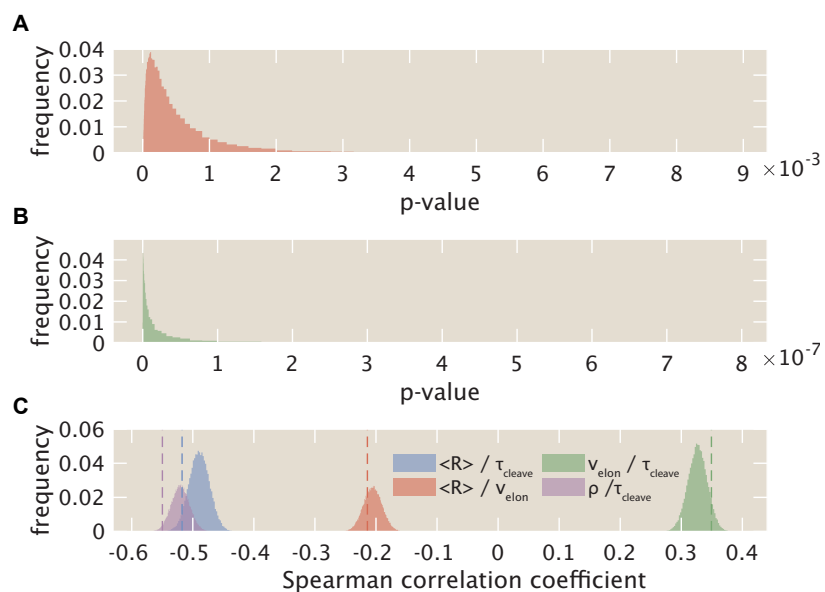 A
frequency
0.04
0.03
0.02
0.01
0
0 1 2 3 4 5 6 7 8 9 ×10⁻³
p-value
B
frequency
0.04
0.03
0.02
0.01
0
0 1 2 3 4 5 6 7 8 ×10⁻⁷
p-value
C
frequency
0.06
0.04
0.02
0
<R> / τcleave velon / τcleave
<R> / velon ρ /τcleave
-0.6 -0.5 -0.4 -0.3 -0.2 -0.1 0 0.1 0.2 0.3 0.4
Spearman correlation coefficient